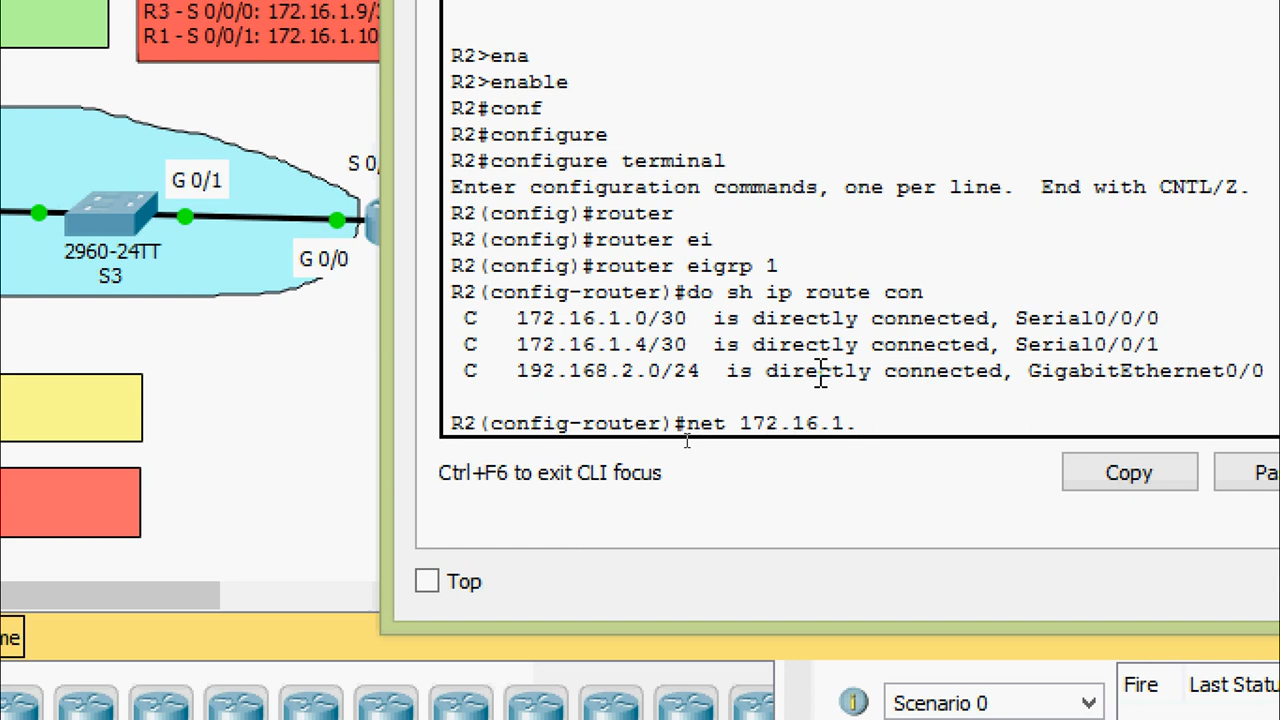 R3 - S 0/0/0: 172.16.1.9/
R1 - S 0/0/1: 172.16.1.10
G 0/1
S 0/
2960-24TT
S3
G 0/0
R2>ena
R2>enable
R2#conf
R2#configure
R2#configure terminal
Enter configuration commands, one per line.  End with CNTL/Z.
R2(config)#router
R2(config)#router ei
R2(config)#router eigrp 1
R2(config-router)#do sh ip route con
C   172.16.1.0/30  is directly connected, Serial0/0/0
C   172.16.1.4/30  is directly connected, Serial0/0/1
C   192.168.2.0/24  is directly connected, GigabitEthernet0/0
R2(config-router)#net 172.16.1.
Ctrl+F6 to exit CLI focus
Copy
Pa
Top
me
Scenario 0
Fire
Last Statu